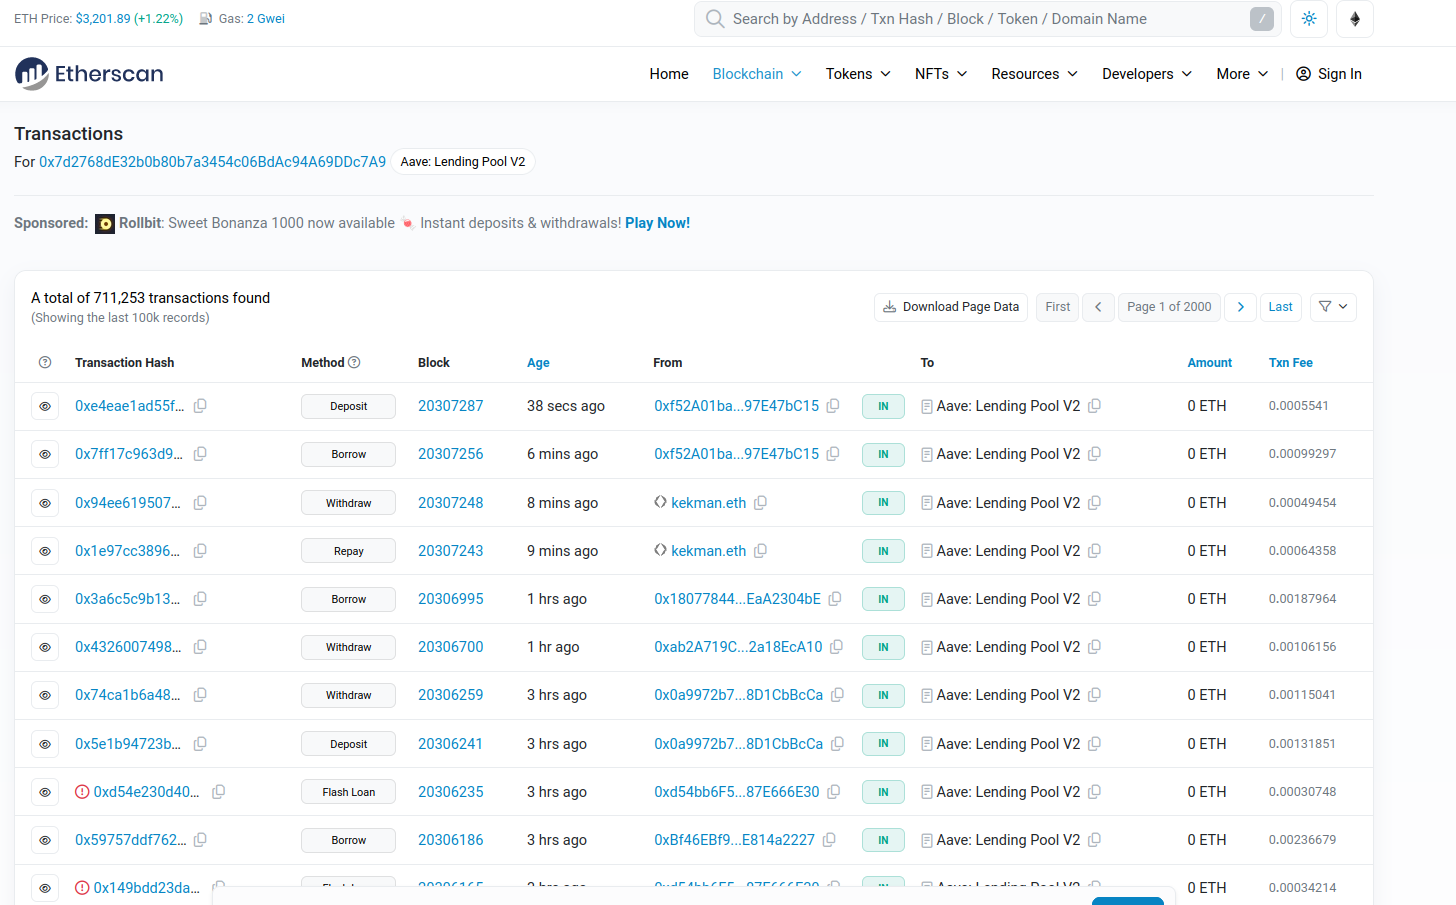 ETH Price: $3,201.89 (+1.22%) Gas: 2 Gwei
Search by Address / Txn Hash / Block / Token / Domain Name /
Etherscan Home Blockchain Tokens NFTs Resources Developers More | Sign In
Transactions
For 0x7d2768dE32b0b80b7a3454c06BdAc94A69DDc7A9 Aave: Lending Pool V2
Sponsored: Rollbit: Sweet Bonanza 1000 now available Instant deposits & withdrawals! Play Now!
A total of 711,253 transactions found
(Showing the last 100k records)
Download Page Data First Page 1 of 2000 Last
Transaction Hash Method Block Age From To Amount Txn Fee
0xe4eae1ad55f... Deposit 20307287 38 secs ago 0xf52A01ba...97E47bC15 IN Aave: Lending Pool V2 0 ETH 0.0005541
0x7ff17c963d9... Borrow 20307256 6 mins ago 0xf52A01ba...97E47bC15 IN Aave: Lending Pool V2 0 ETH 0.00099297
0x94ee619507... Withdraw 20307248 8 mins ago kekman.eth IN Aave: Lending Pool V2 0 ETH 0.00049454
0x1e97cc3896... Repay 20307243 9 mins ago kekman.eth IN Aave: Lending Pool V2 0 ETH 0.00064358
0x3a6c5c9b13... Borrow 20306995 1 hrs ago 0x18077844...EaA2304bE IN Aave: Lending Pool V2 0 ETH 0.00187964
0x4326007498... Withdraw 20306700 1 hr ago 0xab2A719C...2a18EcA10 IN Aave: Lending Pool V2 0 ETH 0.00106156
0x74ca1b6a48... Withdraw 20306259 3 hrs ago 0x0a9972b7...8D1CbBcCa IN Aave: Lending Pool V2 0 ETH 0.00115041
0x5e1b94723b... Deposit 20306241 3 hrs ago 0x0a9972b7...8D1CbBcCa IN Aave: Lending Pool V2 0 ETH 0.00131851
0xd54e230d40... Flash Loan 20306235 3 hrs ago 0xd54bb6F5...87E666E30 IN Aave: Lending Pool V2 0 ETH 0.00030748
0x59757ddf762... Borrow 20306186 3 hrs ago 0xBf46EBf9...E814a2227 IN Aave: Lending Pool V2 0 ETH 0.00236679
0x149bdd23da... 0 ETH 0.00034214